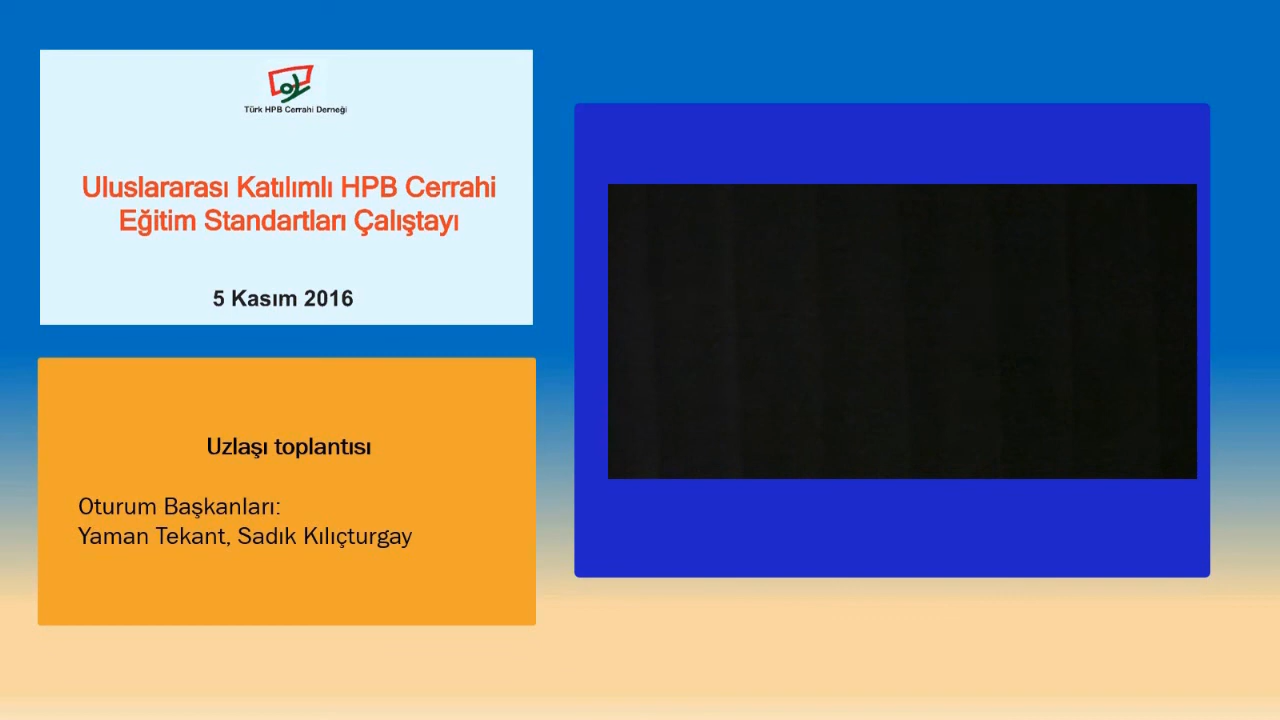 Türk HPB Cerrahi Derneği
Uluslararası Katılımlı HPB Cerrahi
Eğitim Standartları Çalıştayı
5 Kasım 2016
Uzlaşı toplantısı
Oturum Başkanları:
Yaman Tekant, Sadık Kılıçturgay